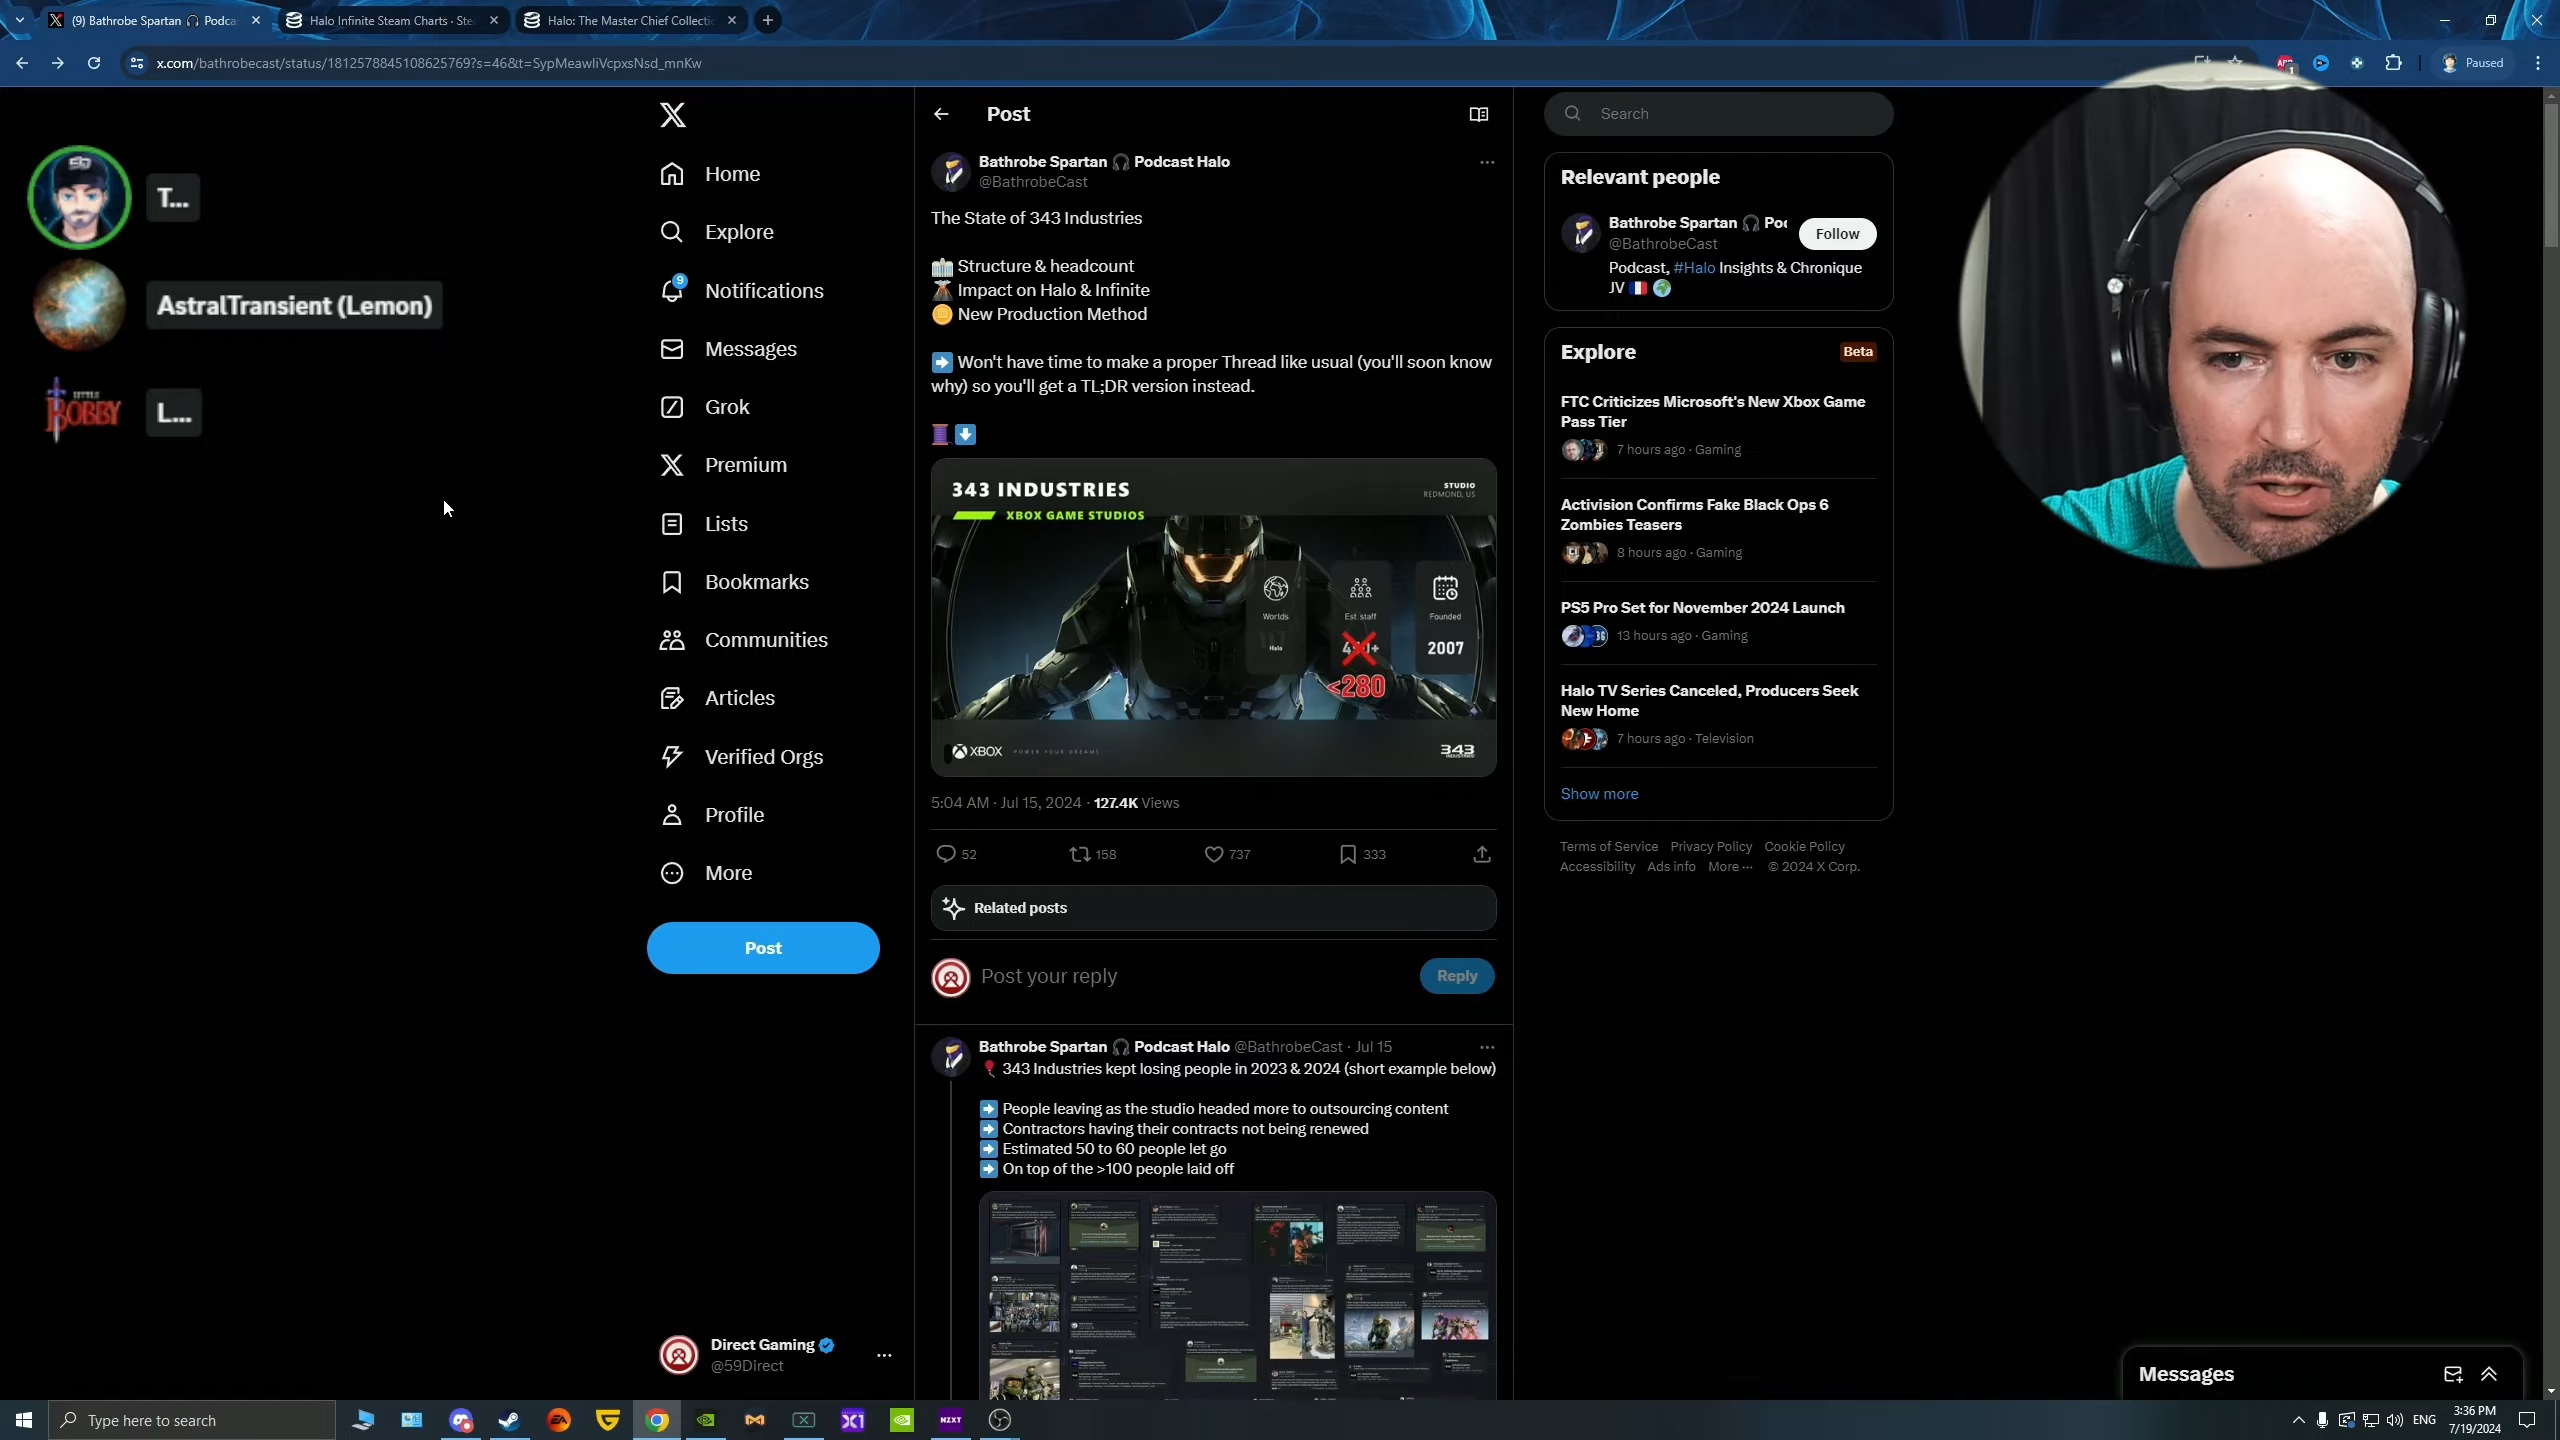 (9) Bathrobe Spartan 🎧 Podca
Halo Infinite Steam Charts · Ste
Halo: The Master Chief Collecti
x.com/bathrobecast/status/1812578845108625769?s=46&t=SypMeawIiVcpxsNsd_mnKw
Paused
T...
AstralTransient (Lemon)
LITTLE
BOBBY
L...
Home
Explore
9
Notifications
Messages
Grok
Premium
Lists
Bookmarks
Communities
Articles
Verified Orgs
Profile
More
Post
Direct Gaming
@59Direct
Post
Bathrobe Spartan 🎧 Podcast Halo
@BathrobeCast
The State of 343 Industries
Structure & headcount
Impact on Halo & Infinite
New Production Method
➡️ Won't have time to make a proper Thread like usual (you'll soon know
why) so you'll get a TL;DR version instead.
🧵⬇️
343 INDUSTRIES
XBOX GAME STUDIOS
STUDIO
REDMOND, US
Worlds
Halo
Est. staff
<280
Founded
2007
XBOX POWER YOUR DREAMS
343
INDUSTRIES
5:04 AM · Jul 15, 2024 · 127.4K Views
52
158
737
333
Related posts
Post your reply
Reply
Bathrobe Spartan 🎧 Podcast Halo @BathrobeCast · Jul 15
343 Industries kept losing people in 2023 & 2024 (short example below)
➡️ People leaving as the studio headed more to outsourcing content
➡️ Contractors having their contracts not being renewed
➡️ Estimated 50 to 60 people let go
➡️ On top of the >100 people laid off
Search
Relevant people
Bathrobe Spartan 🎧 Poc
@BathrobeCast
Follow
Podcast, #Halo Insights & Chronique
JV 🇫🇷 🌍
Explore
Beta
FTC Criticizes Microsoft's New Xbox Game
Pass Tier
7 hours ago · Gaming
Activision Confirms Fake Black Ops 6
Zombies Teasers
8 hours ago · Gaming
PS5 Pro Set for November 2024 Launch
13 hours ago · Gaming
Halo TV Series Canceled, Producers Seek
New Home
7 hours ago · Television
Show more
Terms of Service Privacy Policy Cookie Policy
Accessibility Ads info More ··· © 2024 X Corp.
Messages
Type here to search
EA
NZXT
ENG
3:36 PM
7/19/2024